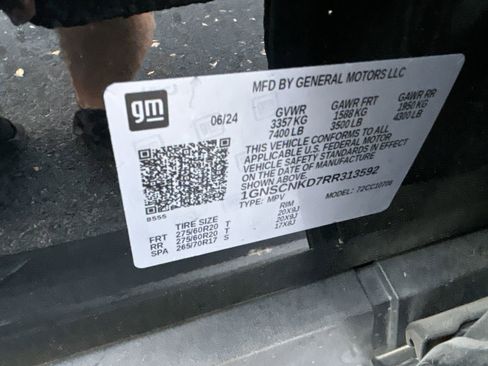 gm
MFD BY GENERAL MOTORS LLC
06/24 GVWR GAWR FRT GAWR RR
3357 KG 1588 KG 1950 KG
7400 LB 3500 LB 4300 LB
THIS VEHICLE CONFORMS TO ALL
APPLICABLE U.S. FEDERAL MOTOR
VEHICLE SAFETY STANDARDS IN EFFECT
ON THE DATE OF MANUFACTURE
SHOWN ABOVE.
1GNSCNKD7RR313592
TYPE: MPV MODEL: 72CC10706
8555
TIRE SIZE RIM
FRT 275/60R20 T 20X9J
RR 275/60R20 T 20X9J
SPA 265/70R17 S 17X8J